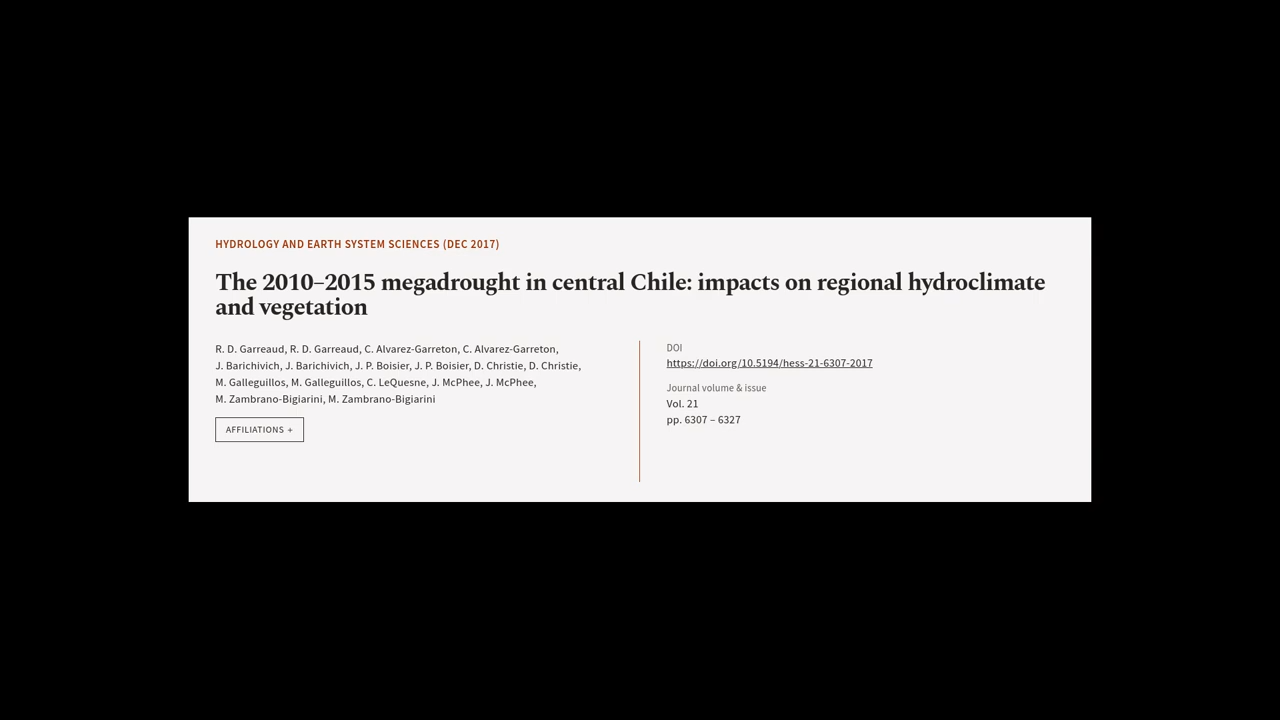 HYDROLOGY AND EARTH SYSTEM SCIENCES (DEC 2017)
The 2010–2015 megadrought in central Chile: impacts on regional hydroclimate
and vegetation
R. D. Garreaud, R. D. Garreaud, C. Alvarez-Garreton, C. Alvarez-Garreton,
J. Barichivich, J. Barichivich, J. P. Boisier, J. P. Boisier, D. Christie, D. Christie,
M. Galleguillos, M. Galleguillos, C. LeQuesne, J. McPhee, J. McPhee,
M. Zambrano-Bigiarini, M. Zambrano-Bigiarini
AFFILIATIONS +
DOI
https://doi.org/10.5194/hess-21-6307-2017
Journal volume & issue
Vol. 21
pp. 6307 – 6327